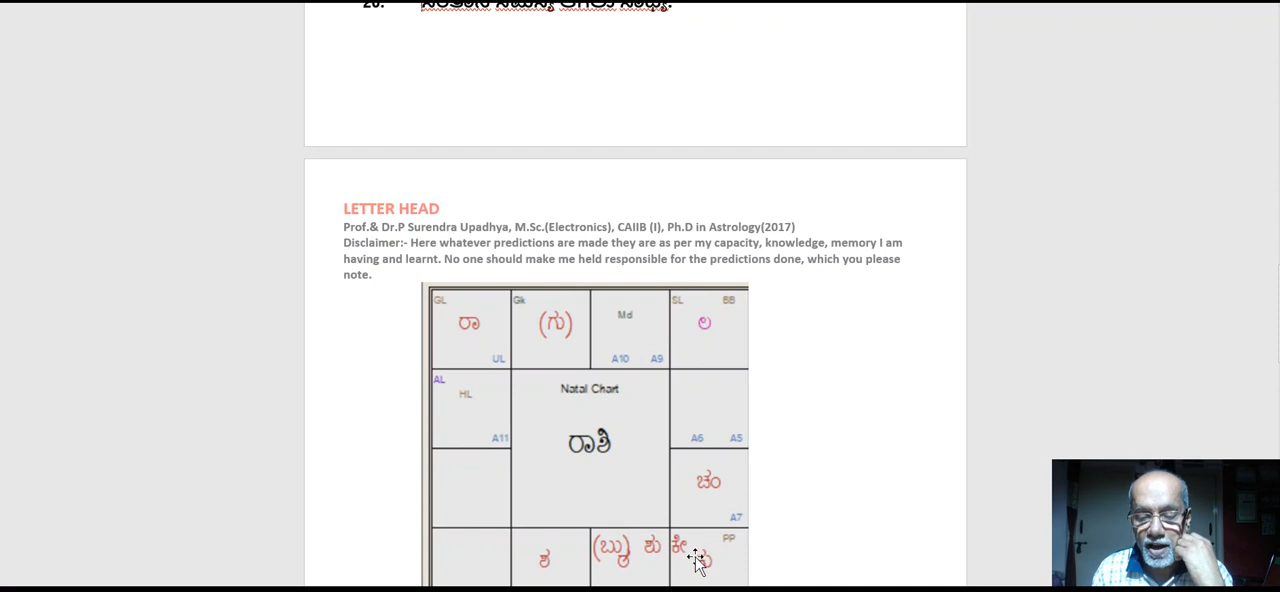 20.
LETTER HEAD
Prof.& Dr.P Surendra Upadhya, M.Sc.(Electronics), CAIIB (I), Ph.D in Astrology(2017)
Disclaimer:- Here whatever predictions are made they are as per my capacity, knowledge, memory I am
having and learnt. No one should make me held responsible for the predictions done, which you please
note.
GL Gk SL BB
ರಾ (ಗು) Md ಲ
UL A10 A9
AL
HL Natal Chart
A11 ರಾಶಿ A6 A5
ಚಂ
A7
PP
ಶ (ಬು) ಶು ಕೇ